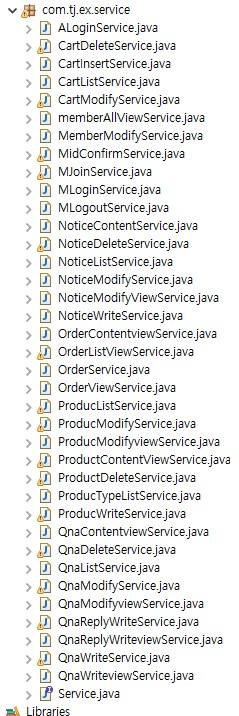 com.tj.ex.service
ALoginService.java
CartDeleteService.java
CartInsertService.java
CartListService.java
CartModifyService.java
memberAllViewService.java
MemberModifyService.java
MidConfirmService.java
MJoinService.java
MLoginService.java
MLogoutService.java
NoticeContentService.java
NoticeDeleteService.java
NoticeListService.java
NoticeModifyService.java
NoticeModifyViewService.java
NoticeWriteService.java
OrderContentviewService.java
OrderListViewService.java
OrderService.java
OrderViewService.java
ProducListService.java
ProducModifyService.java
ProducModifyviewService.java
ProductContentViewService.java
ProductDeleteService.java
ProducTypeListService.java
ProducWriteService.java
QnaContentviewService.java
QnaDeleteService.java
QnaListService.java
QnaModifyService.java
QnaModifyviewService.java
QnaReplyWriteService.java
QnaReplyWriteviewService.java
QnaWriteService.java
QnaWriteviewService.java
Service.java
Libraries